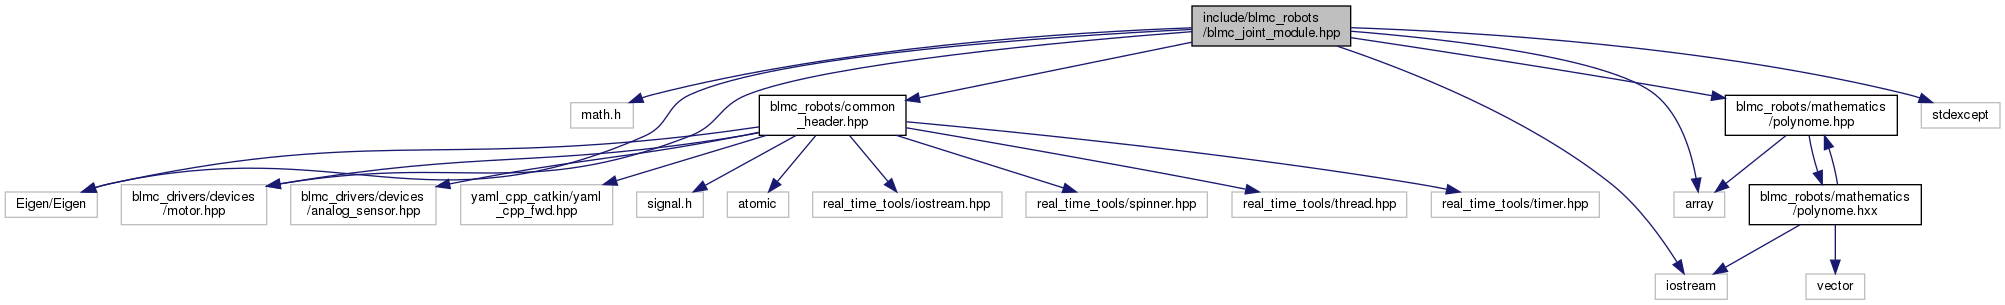 include/blmc_robots
/blmc_joint_module.hpp
math.h
blmc_robots/common
_header.hpp
blmc_robots/mathematics
/polynome.hpp
stdexcept
Eigen/Eigen
blmc_drivers/devices
/motor.hpp
blmc_drivers/devices
/analog_sensor.hpp
yaml_cpp_catkin/yaml
_cpp_fwd.hpp
signal.h
atomic
real_time_tools/iostream.hpp
real_time_tools/spinner.hpp
real_time_tools/thread.hpp
real_time_tools/timer.hpp
array
blmc_robots/mathematics
/polynome.hxx
iostream
vector